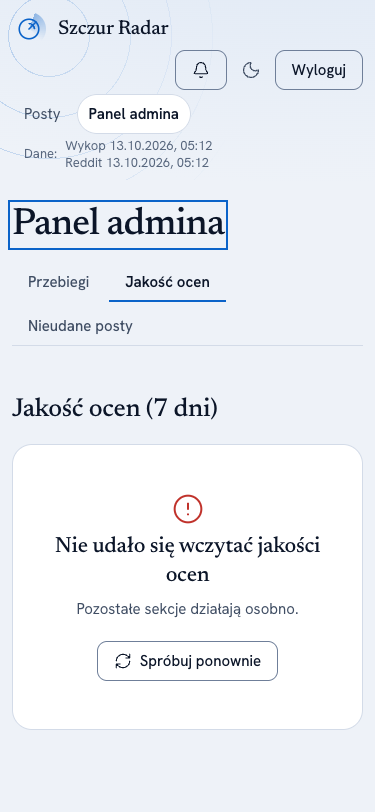 Szczur Radar
Wyloguj
Posty
Panel admina
Dane:
Wykop 13.10.2026, 05:12
Reddit 13.10.2026, 05:12
Panel admina
Przebiegi
Jakość ocen
Nieudane posty
Jakość ocen (7 dni)
Nie udało się wczytać jakości
ocen
Pozostałe sekcje działają osobno.
Spróbuj ponownie